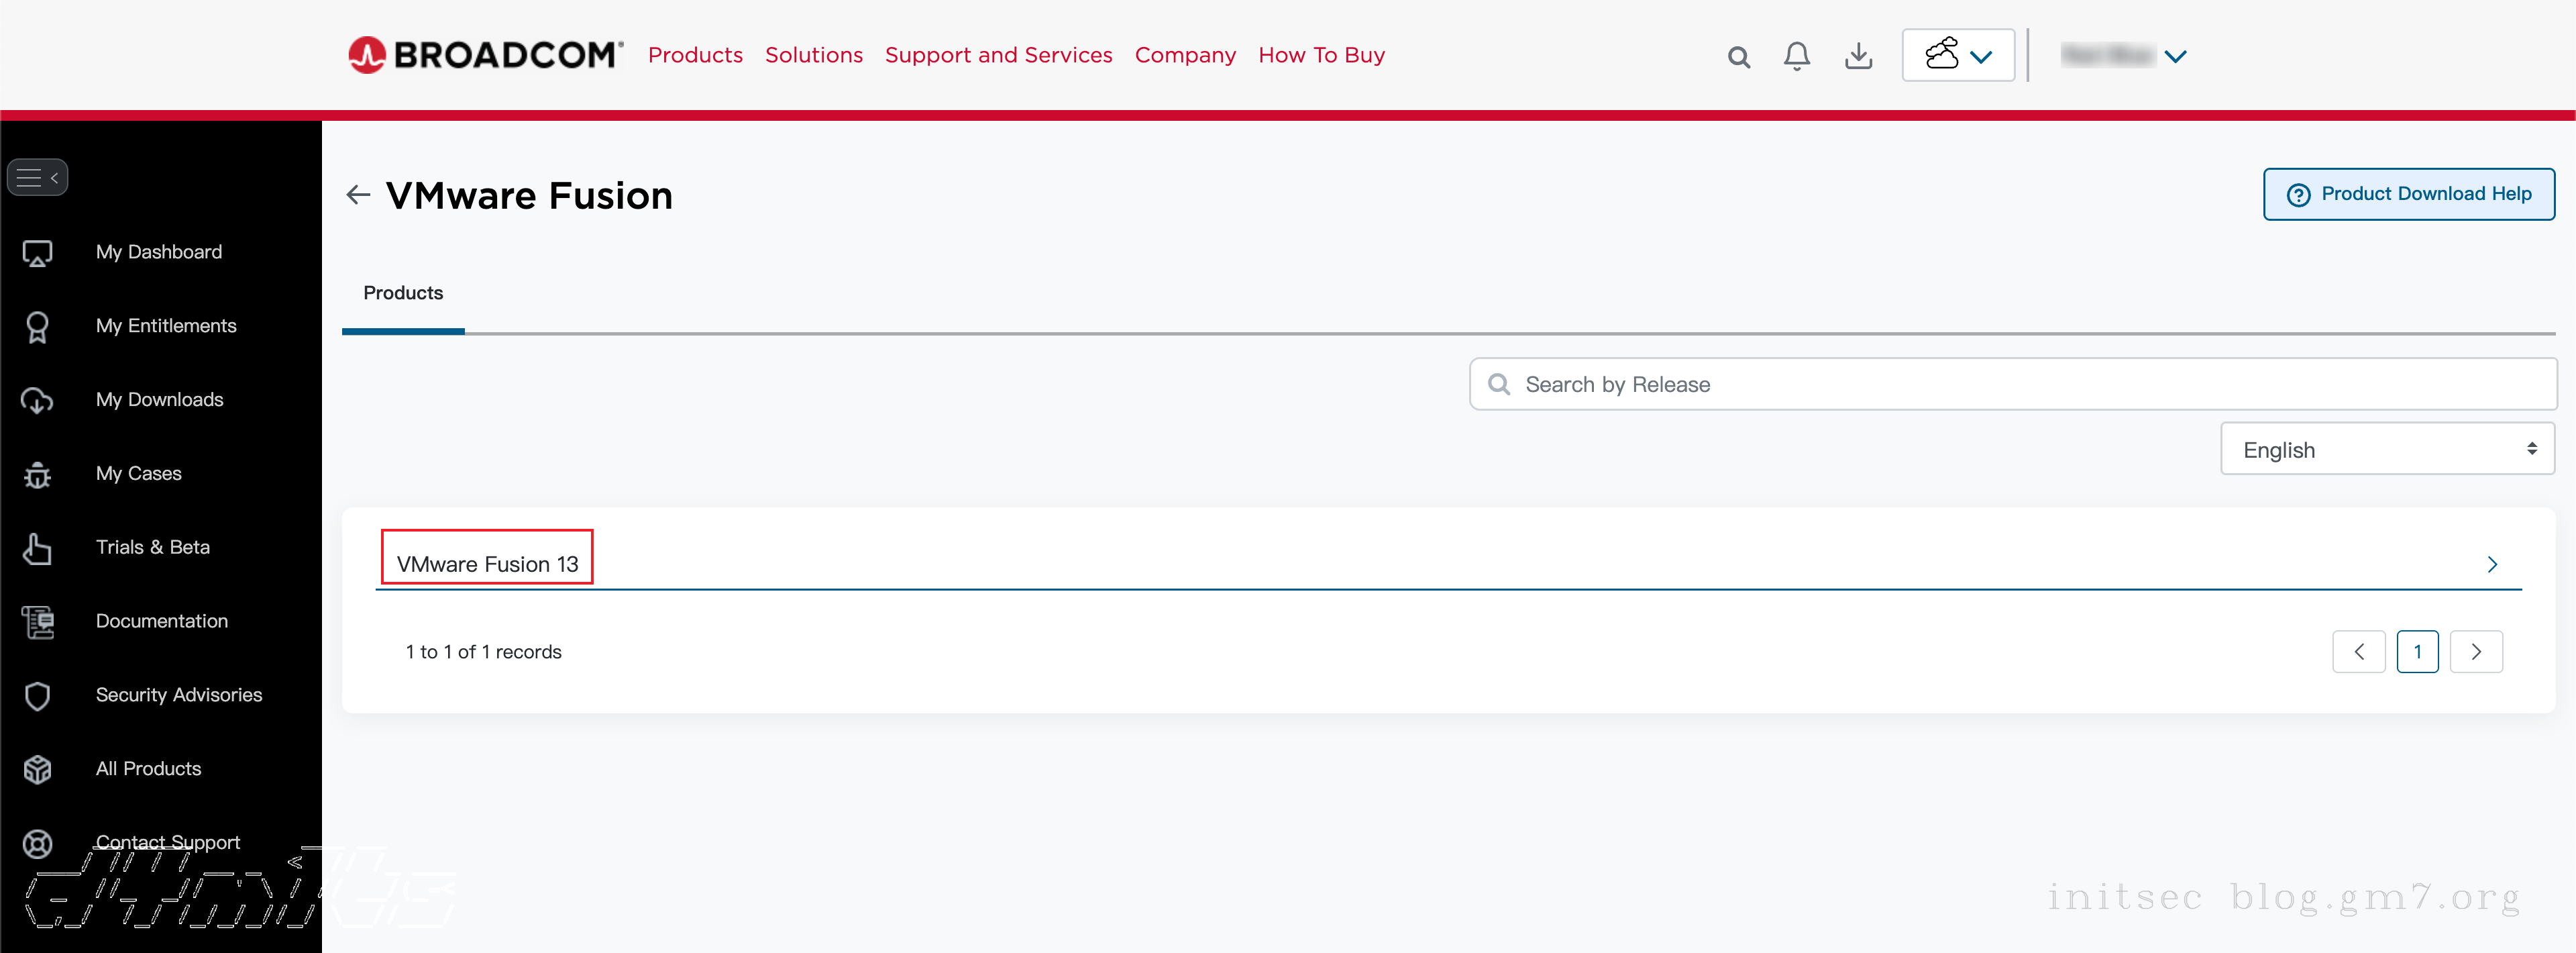 BROADCOM Products Solutions Support and Services Company How To Buy
VMware Fusion
Product Download Help
My Dashboard
My Entitlements
My Downloads
My Cases
Trials & Beta
Documentation
Security Advisories
All Products
Contact Support
Products
Search by Release
English
VMware Fusion 13
1 to 1 of 1 records
1
initsec blog.gm7.org